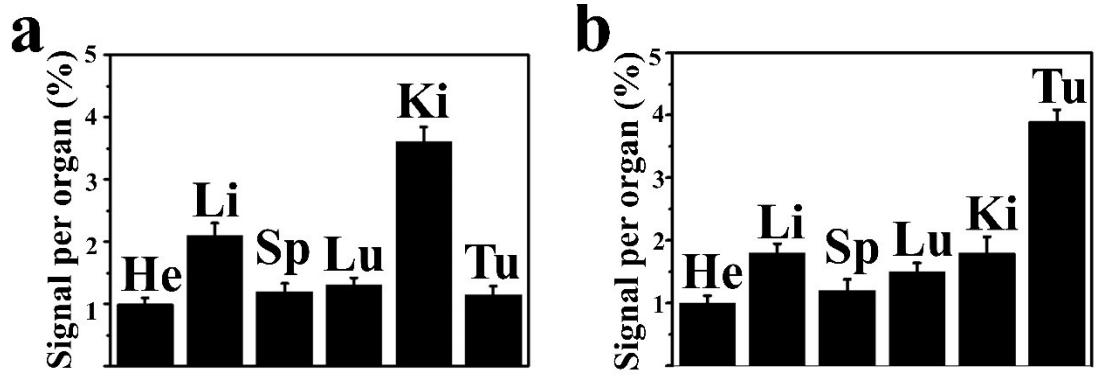 a
Signal per organ (%)
5
4
3
2
1
He
Li
Sp
Lu
Ki
Tu
b
Signal per organ (%)
5
4
3
2
1
He
Li
Sp
Lu
Ki
Tu